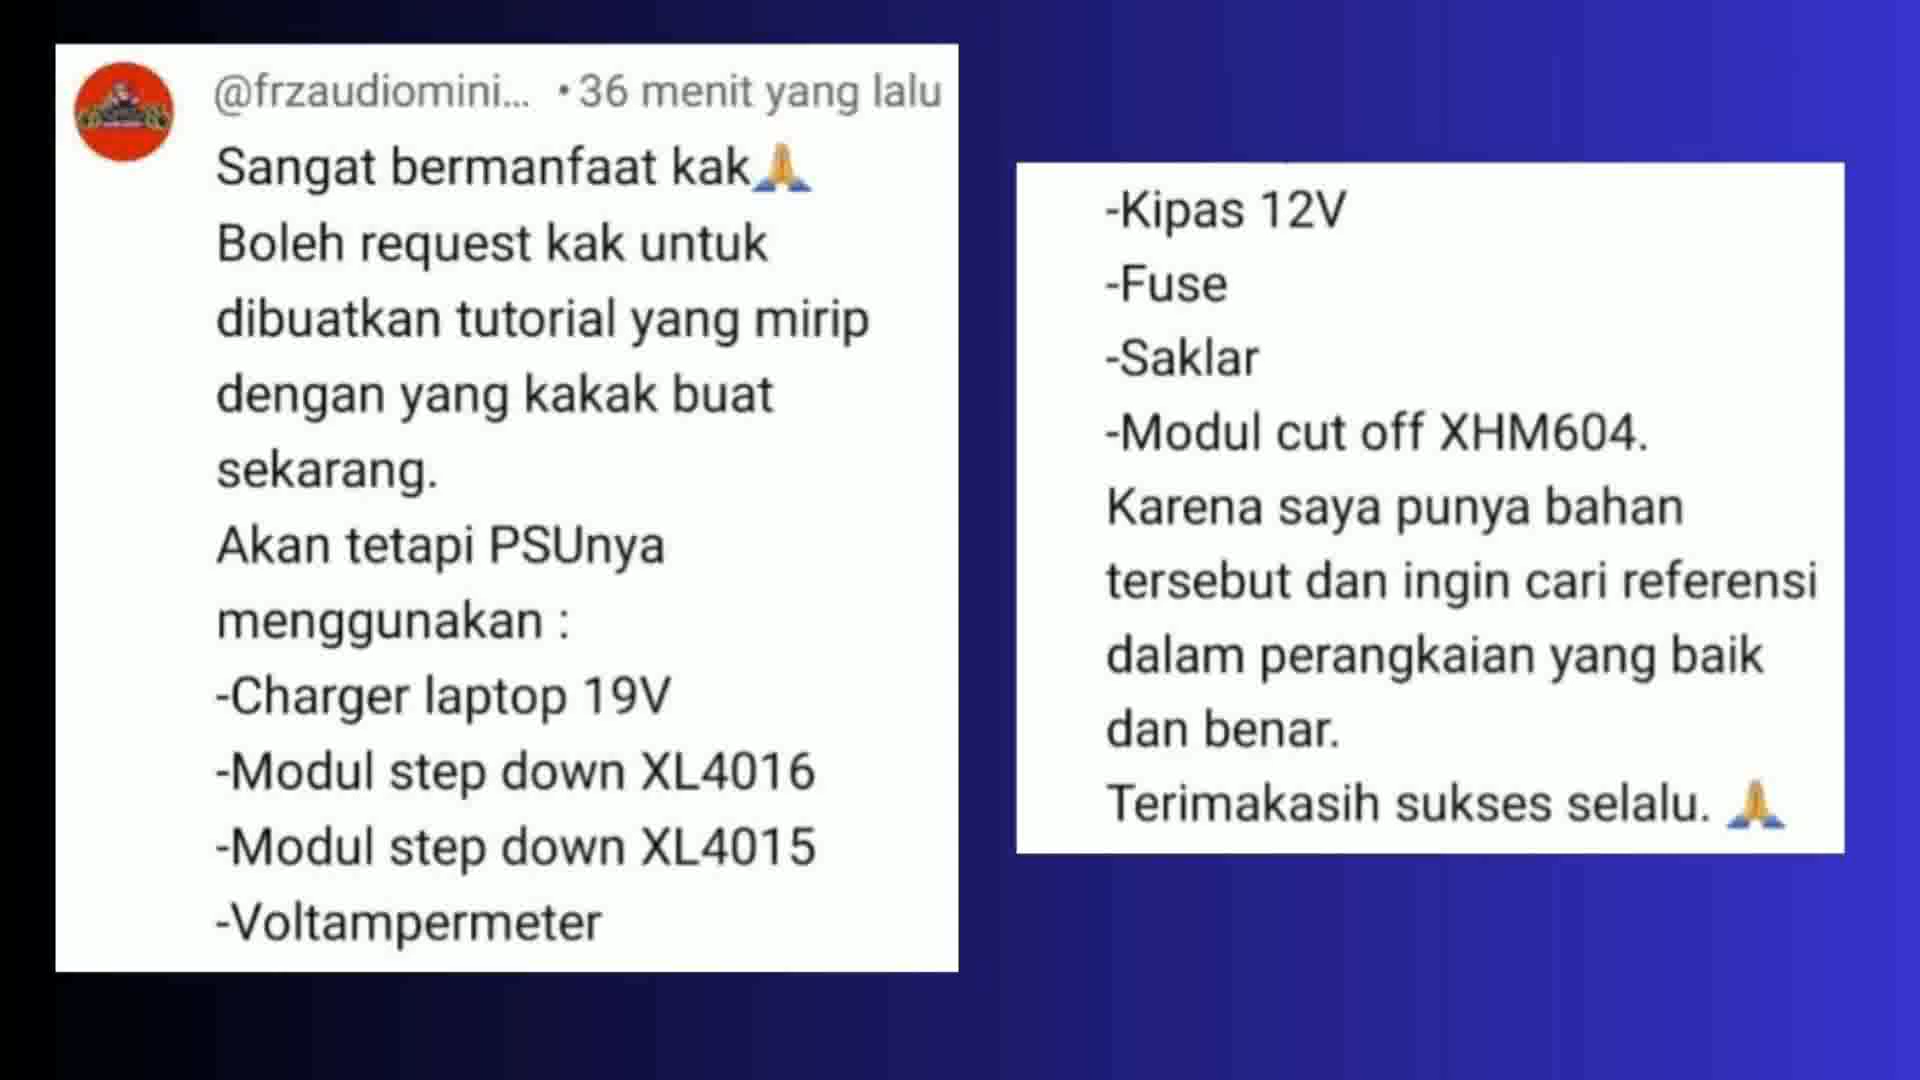 @frzaudiomini... • 36 menit yang lalu
Sangat bermanfaat kak🙏
Boleh request kak untuk
dibuatkan tutorial yang mirip
dengan yang kakak buat
sekarang.
Akan tetapi PSUnya
menggunakan :
-Charger laptop 19V
-Modul step down XL4016
-Modul step down XL4015
-Voltampermeter
-Kipas 12V
-Fuse
-Saklar
-Modul cut off XHM604.
Karena saya punya bahan
tersebut dan ingin cari referensi
dalam perangkaian yang baik
dan benar.
Terimakasih sukses selalu. 🙏